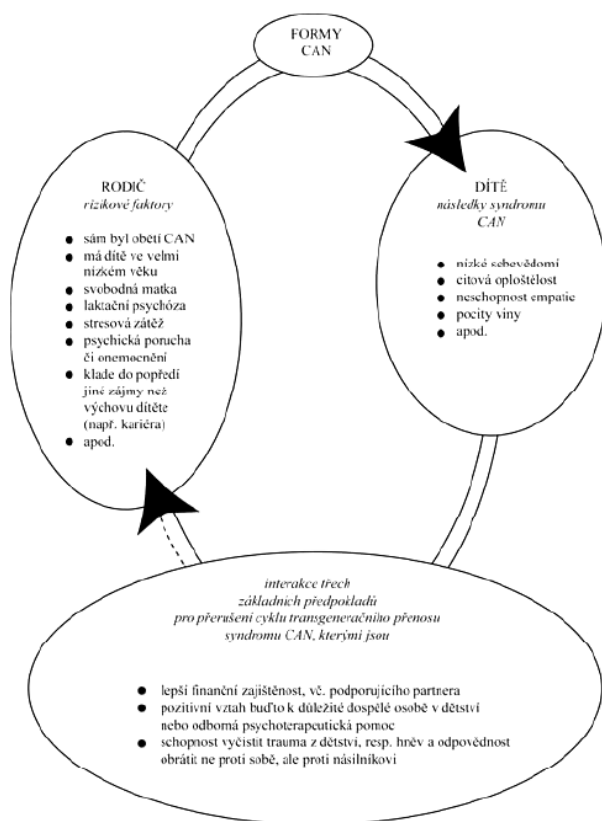 FORMY
CAN
RODIČ
rizikové faktory
● sám byl obětí CAN
● má dítě ve velmi
nízkém věku
● svobodná matka
● laktační psychóza
● stresová zátěž
● psychická porucha
či onemocnění
● klade do popředí
jiné zájmy než
výchovu dítěte
(např. kariéra)
● apod.
DÍTĚ
následky syndromu
CAN
● nízké sebevědomí
● citová oploštělost
● neschopnost empatie
● pocity viny
● apod.
interakce třech
základních předpokladů
pro přerušení cyklu transgeneračního přenosu
syndromu CAN, kterými jsou
● lepší finanční zajištěnost, vč. podporujícího partnera
● pozitivní vztah buďto k důležité dospělé osobě v dětství
nebo odborná psychoterapeutická pomoc
● schopnost vyčistit trauma z dětství, resp. hněv a odpovědnost
obrátit ne proti sobě, ale proti násilníkovi